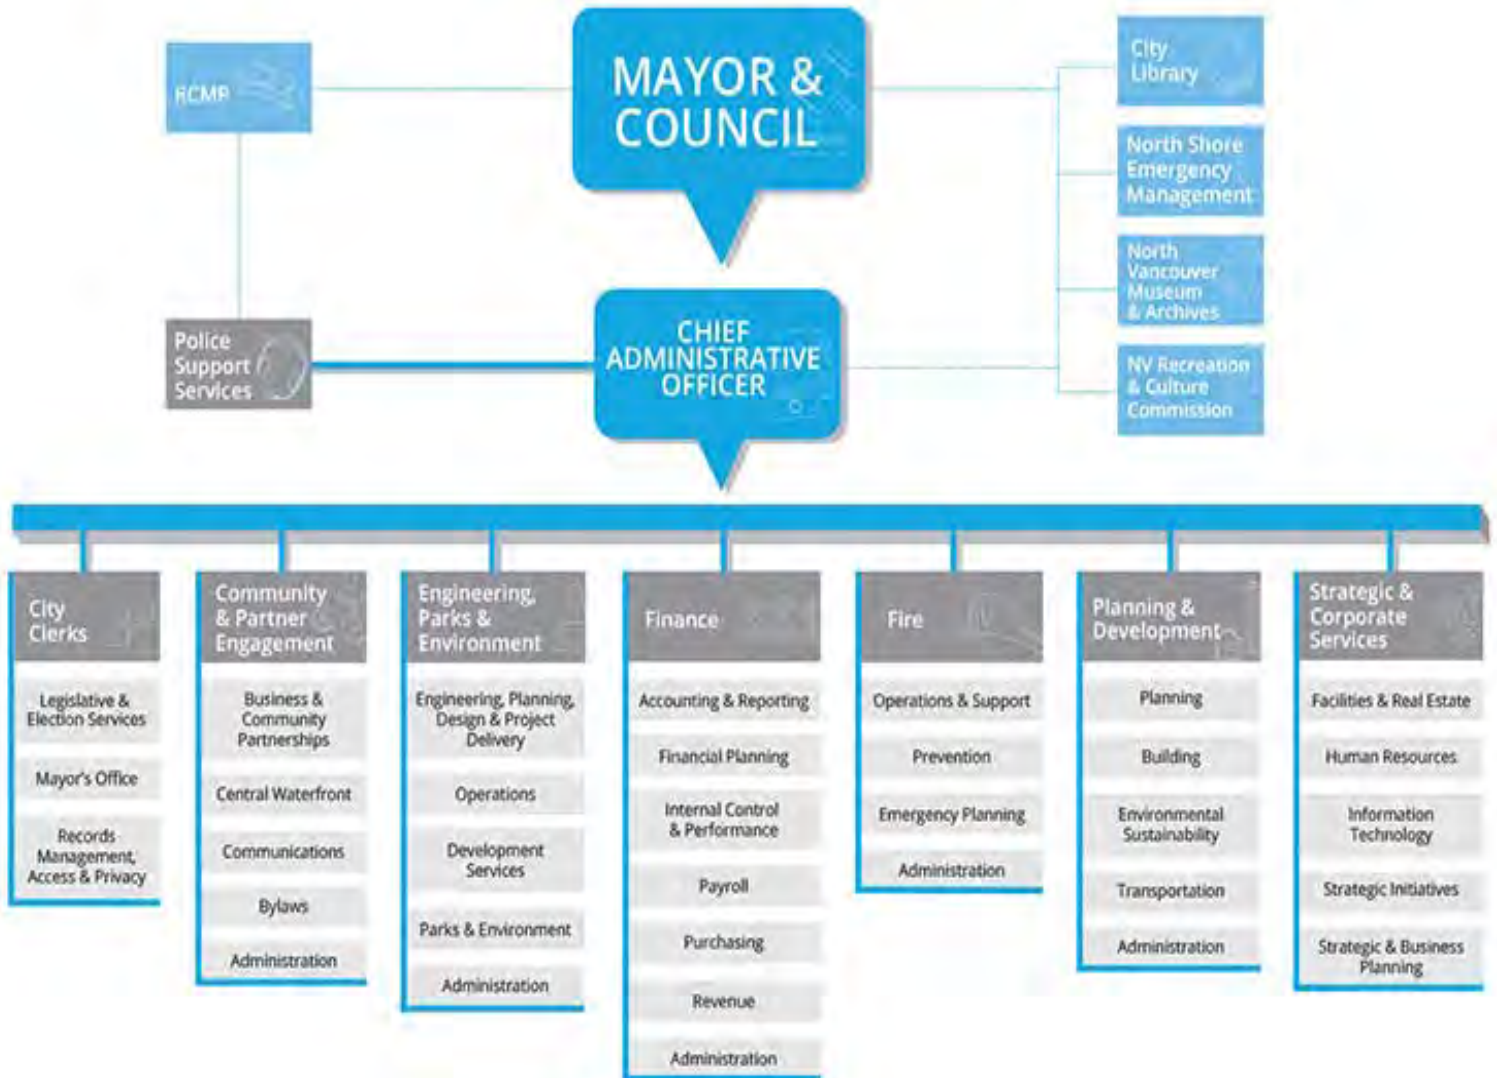 RCMP
MAYOR &
COUNCIL
City
Library
North Shore
Emergency
Management
North
Vancouver
Museum
& Archives
NV Recreation
& Culture
Commission
Police
Support
Services
CHIEF
ADMINISTRATIVE
OFFICER
City
Clerks
Legislative &
Election Services
Mayor's Office
Records
Management,
Access & Privacy
Community
& Partner
Engagement
Business &
Community
Partnerships
Central Waterfront
Communications
Bylaws
Administration
Engineering,
Parks &
Environment
Engineering, Planning,
Design & Project
Delivery
Operations
Development
Services
Parks & Environment
Administration
Finance
Accounting & Reporting
Financial Planning
Internal Control
& Performance
Payroll
Purchasing
Revenue
Administration
Fire
Operations & Support
Prevention
Emergency Planning
Administration
Planning &
Development
Planning
Building
Environmental
Sustainability
Transportation
Administration
Strategic &
Corporate
Services
Facilities & Real Estate
Human Resources
Information
Technology
Strategic Initiatives
Strategic & Business
Planning